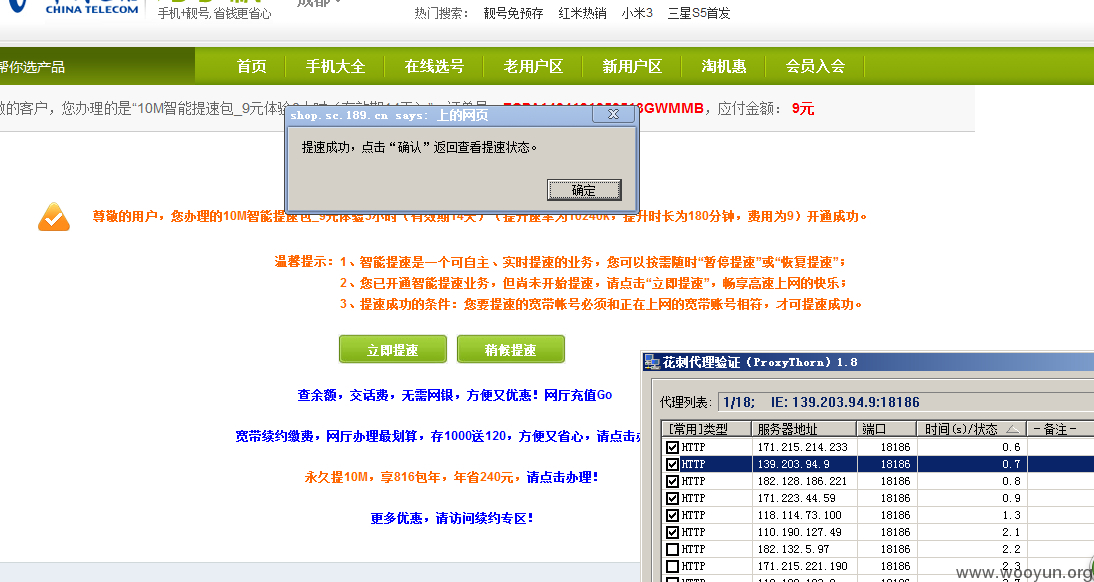 CHINA TELECOM
手机+靓号, 省钱更省心
成都
热门搜索： 靓号免预存 红米热销 小米3 三星S5首发
帮你选产品
首页 手机大全 在线选号 老用户区 新用户区 淘机惠 会员入会
的客户，您办理的是“10M智能提速包_9元体
GWMMB，应付金额： 9元
shop.sc.189.cn says: 上的网页
提速成功，点击“确认”返回查看提速状态。
确定
尊敬的用户，您办理的10M智能提速包_9元体验3小时（有效期14天）（提升速率为10240k，提升时长为180分钟，费用为9）开通成功。
温馨提示：1、智能提速是一个可自主、实时提速的业务，您可以按需随时“暂停提速”或“恢复提速”；
2、您已开通智能提速业务，但尚未开始提速，请点击“立即提速”，畅享高速上网的快乐；
3、提速成功的条件：您要提速的宽带帐号必须和正在上网的宽带账号相符，才可提速成功。
立即提速 稍候提速
查余额，交话费，无需网银，方便又优惠！网厅充值Go
宽带续约缴费，网厅办理最划算，存1000送120，方便又省心，请点击
永久提10M，享816包年，年省240元，请点击办理！
更多优惠，请访问续约专区！
花刺代理验证（ProxyThorn）1.8
代理列表: 1/18; IE: 139.203.94.9:18186
[常用]类型 服务器地址 端口 时间(s)/状态 -备注-
HTTP 171.215.214.233 18186 0.6
HTTP 139.203.94.9 18186 0.7
HTTP 182.128.186.221 18186 0.8
HTTP 171.223.44.59 18186 0.9
HTTP 118.114.73.100 18186 1.3
HTTP 110.190.127.49 18186 2.1
HTTP 182.132.5.97 18186 2.2
HTTP 171.215.221.190 18186
www.wooyun.org